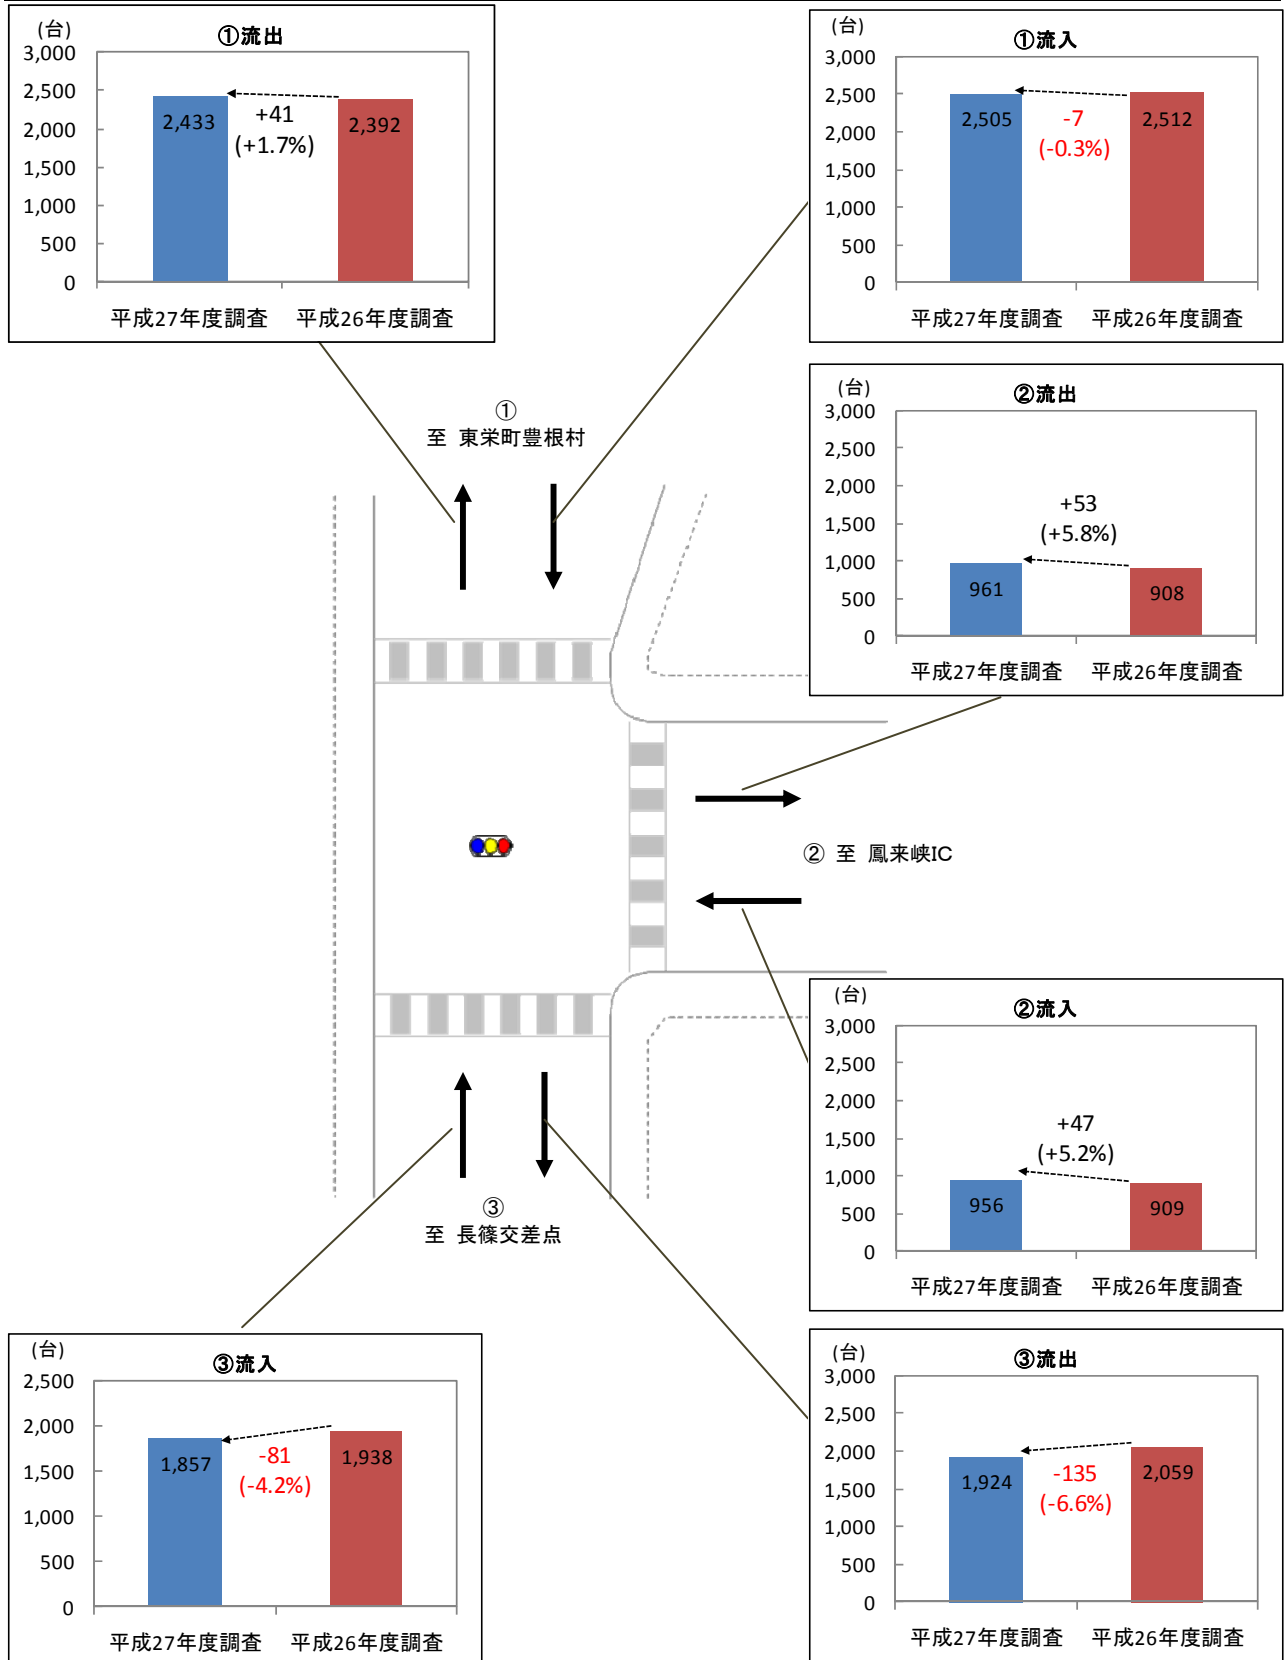 (台)
①流出
3,000
2,500
2,000
1,500
1,000
500
0
2,433
+41
(+1.7%)
2,392
平成27年度調査
平成26年度調査
(台)
①流入
3,000
2,500
2,000
1,500
1,000
500
0
2,505
-7
(-0.3%)
2,512
平成27年度調査
平成26年度調査
①
至 東栄町豊根村
(台)
②流出
3,000
2,500
2,000
1,500
1,000
500
0
+53
(+5.8%)
961
908
平成27年度調査
平成26年度調査
② 至 鳳来峡IC
(台)
②流入
3,000
2,500
2,000
1,500
1,000
500
0
+47
(+5.2%)
956
909
平成27年度調査
平成26年度調査
③
至 長篠交差点
(台)
③流入
2,500
2,000
1,500
1,000
500
0
1,857
-81
(-4.2%)
1,938
平成27年度調査
平成26年度調査
(台)
③流出
3,000
2,500
2,000
1,500
1,000
500
0
1,924
-135
(-6.6%)
2,059
平成27年度調査
平成26年度調査